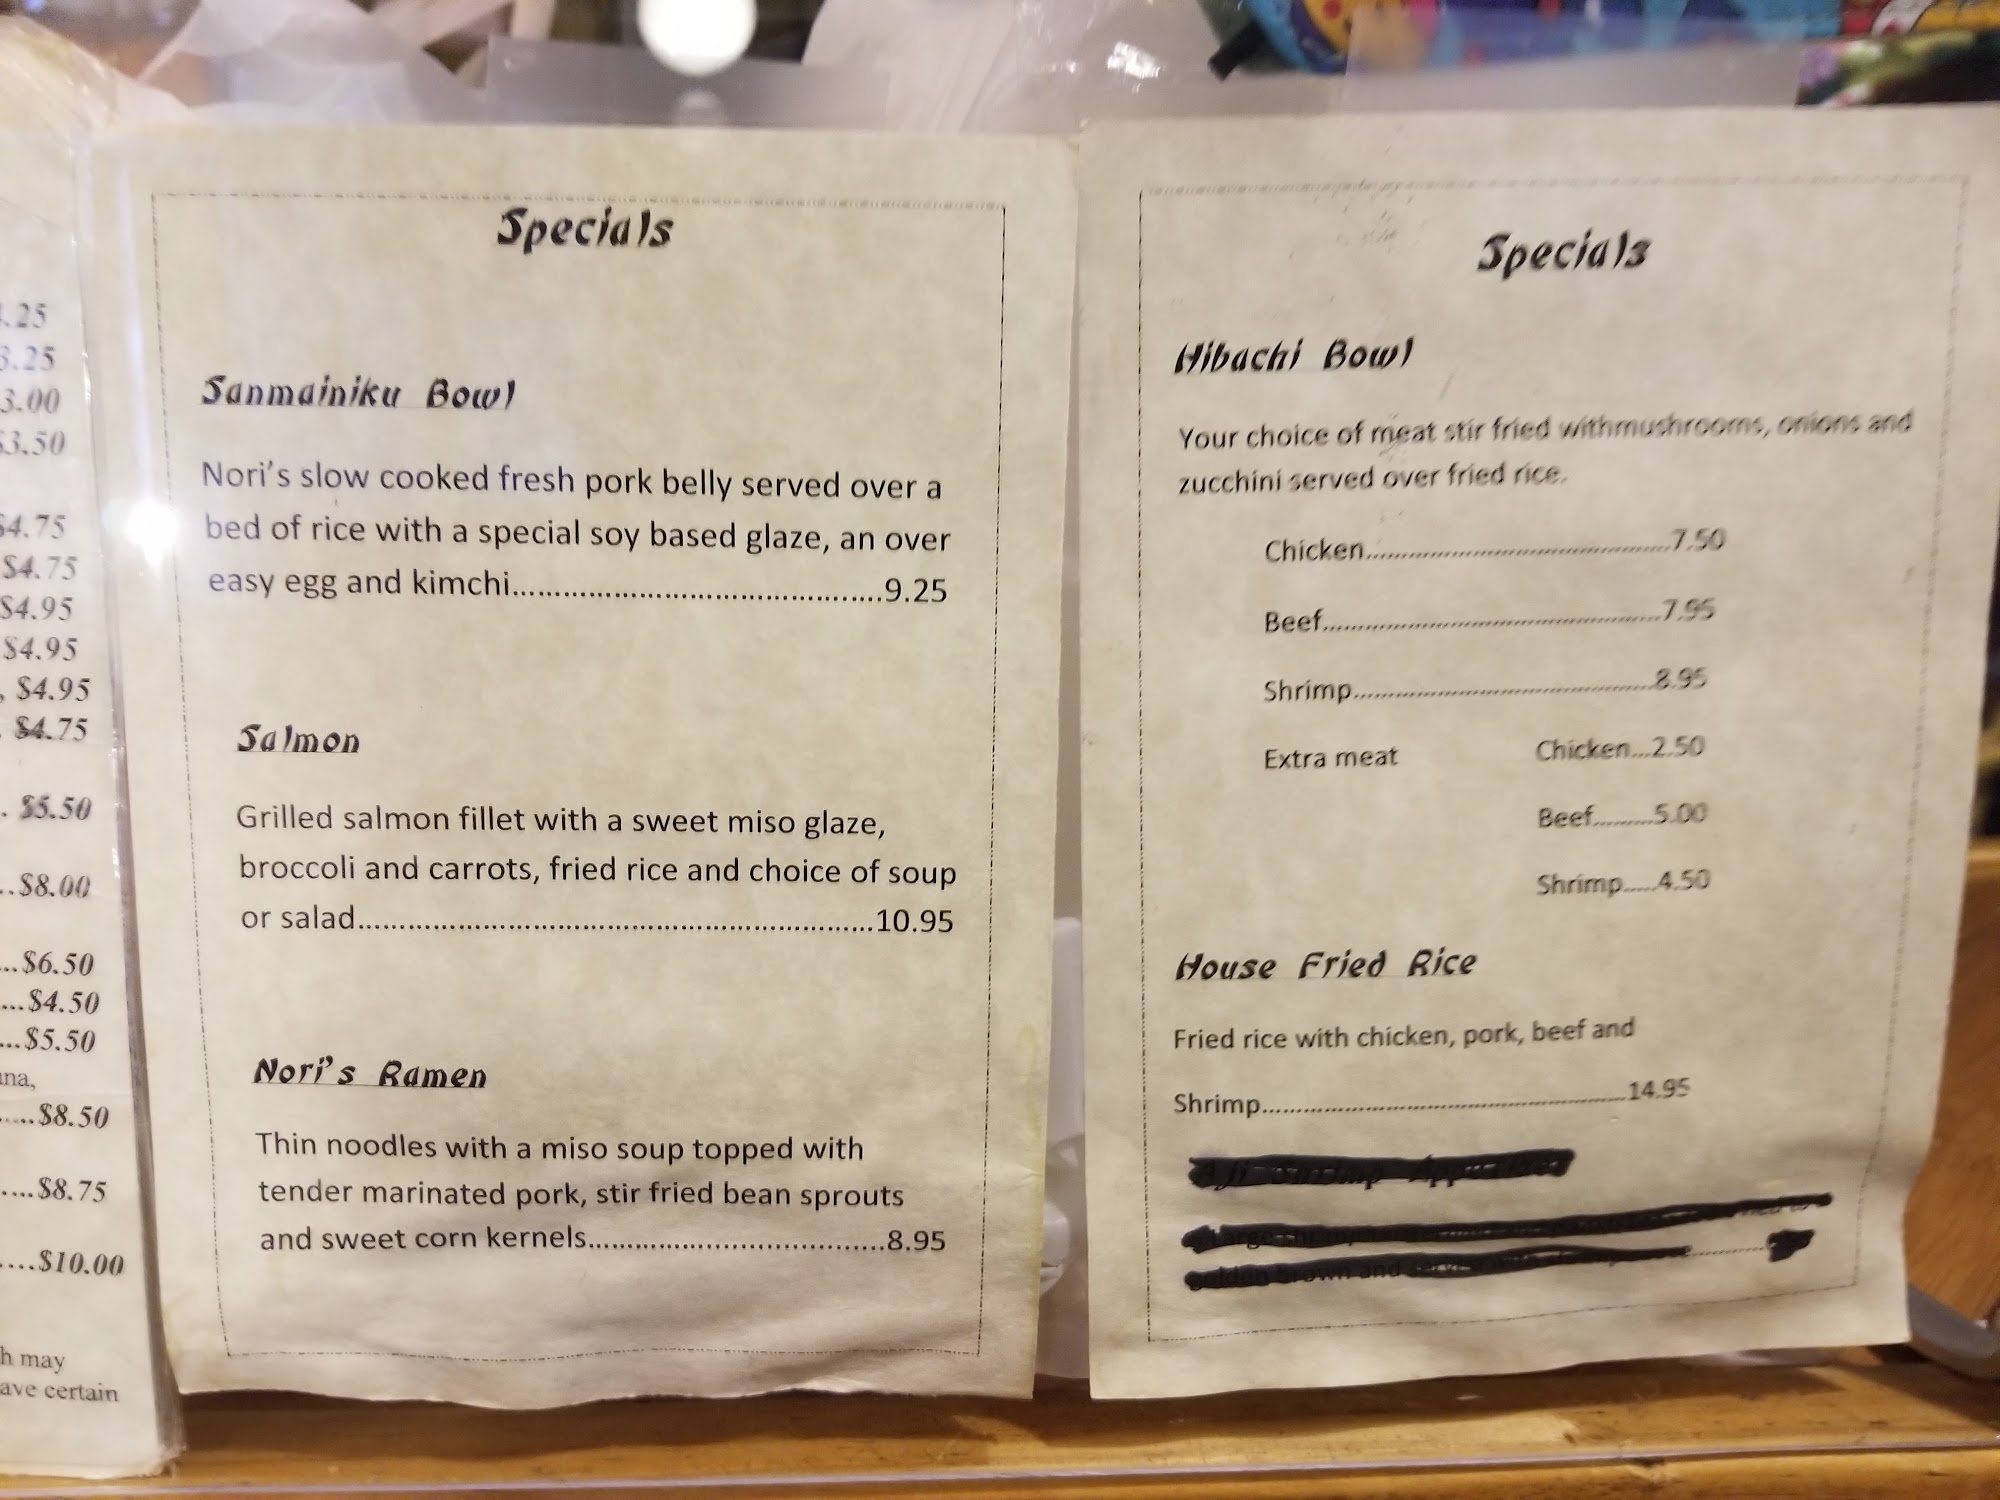 .25
3.25
3.00
$3.50
$4.75
$4.75
$4.95
$4.95
, $4.95
. $4.75
. $5.50
..$8.00
...$6.50
....$4.50
...$5.50
una,
.....$8.50
....$8.75
....$10.00
h may
ave certain
Specials
Sanmainiku Bowl
Nori's slow cooked fresh pork belly served over a
bed of rice with a special soy based glaze, an over
easy egg and kimchi............................................9.25
Salmon
Grilled salmon fillet with a sweet miso glaze,
broccoli and carrots, fried rice and choice of soup
or salad..............................................................10.95
Nori's Ramen
Thin noodles with a miso soup topped with
tender marinated pork, stir fried bean sprouts
and sweet corn kernels....................................8.95
Specials
Hibachi Bowl
Your choice of meat stir fried withmushrooms, onions and
zucchini served over fried rice.
Chicken..................................................7.50
Beef........................................................7.95
Shrimp..................................................8.95
Extra meat Chicken...2.50
Beef..........5.00
Shrimp.....4.50
House Fried Rice
Fried rice with chicken, pork, beef and
Shrimp............................................................14.95
Aji Shrimp
golden brown and